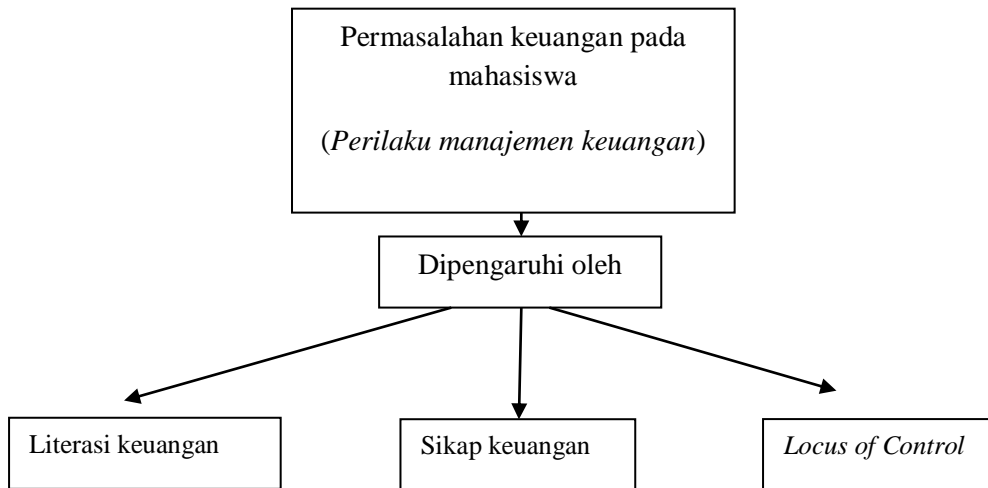 Permasalahan keuangan pada
mahasiswa
(Perilaku manajemen keuangan)
Dipengaruhi oleh
Literasi keuangan
Sikap keuangan
Locus of Control